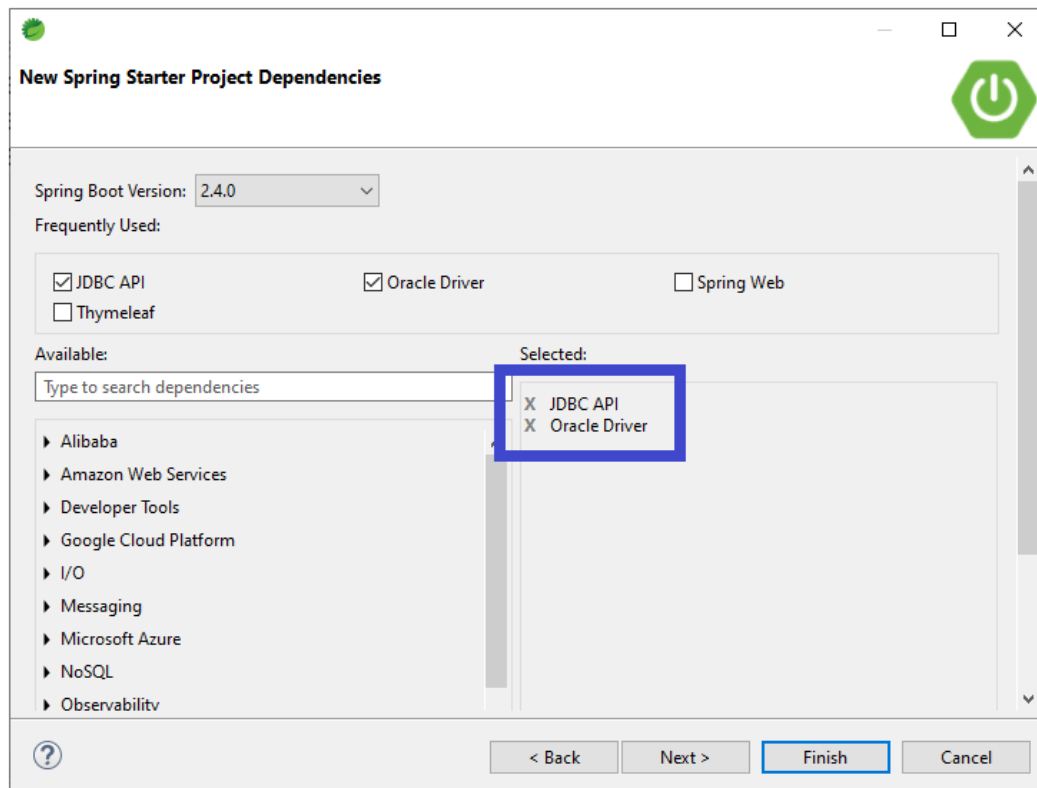 New Spring Starter Project Dependencies
Spring Boot Version: 2.4.0
Frequently Used:
JDBC API Oracle Driver Spring Web
Thymeleaf
Available: Selected:
Type to search dependencies
X JDBC API
X Oracle Driver
Alibaba
Amazon Web Services
Developer Tools
Google Cloud Platform
I/O
Messaging
Microsoft Azure
NoSQL
Observability
? < Back Next > Finish Cancel